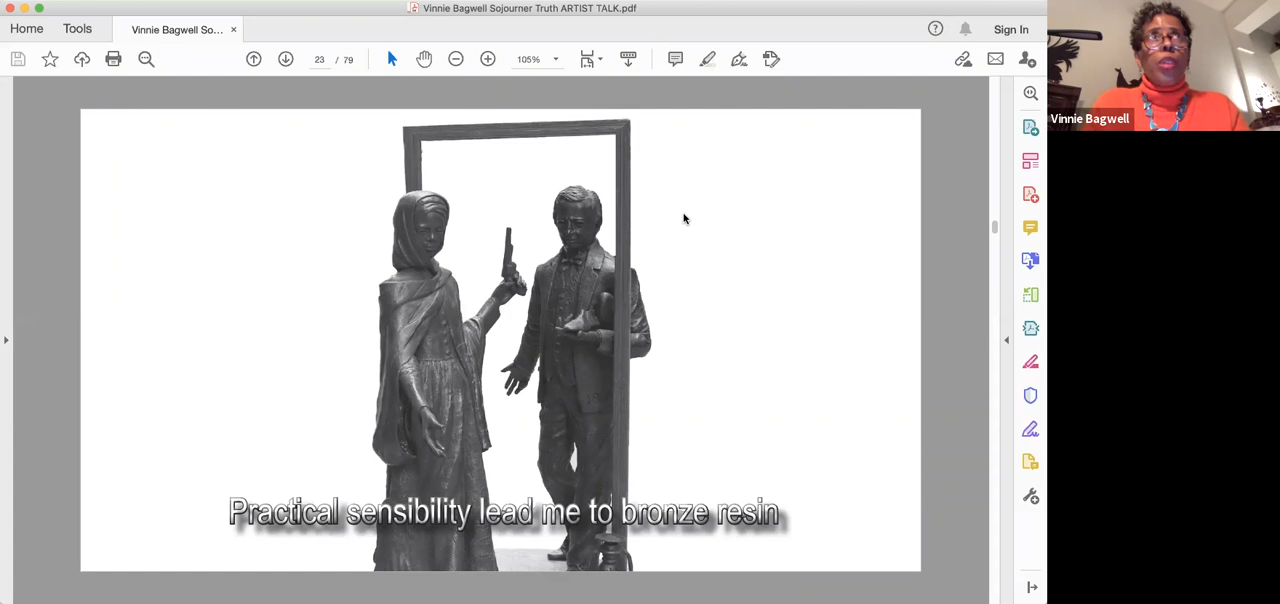 Vinnie Bagwell Sojourner Truth ARTIST TALK.pdf
Home
Tools
Vinnie Bagwell So...
Sign In
23 / 79
105%
Vinnie Bagwell
Practical sensibility lead me to bronze resin